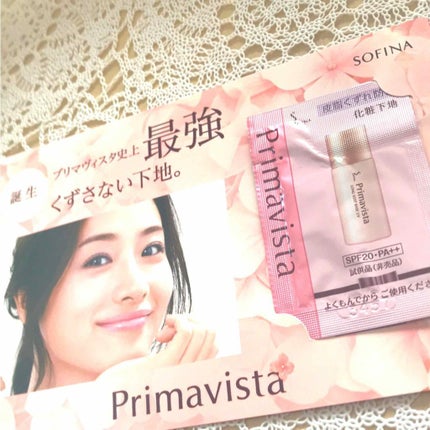 SOFINA
誕生
プリマヴィスタ史上 最強
くずさない下地。
Primavista
皮脂くずれ防止
化粧下地
Primavista
Primavista
SPF20・PA++
試供品(非売品)
よくもんでから ご使用くださ